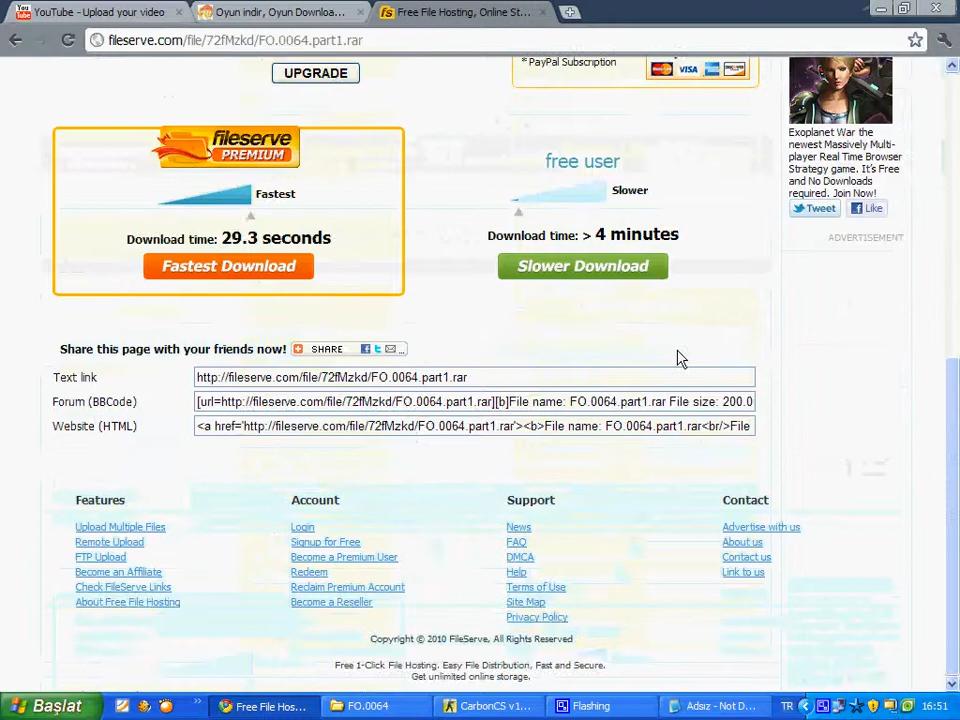 YouTube - Upload your video
Oyun indir, Oyun Downloa...
Free File Hosting, Online St...
fileserve.com/file/72fMzkd/FO.0064.part1.rar
UPGRADE
* PayPal Subscription
MasterCard VISA DISCOVER
Exoplanet War the
newest Massively Multi-
player Real Time Browser
Strategy game. It's Free
and No Downloads
required. Join Now!
Tweet Like
ADVERTISEMENT
fileserve
PREMIUM
Fastest
Download time: 29.3 seconds
Fastest Download
free user
Slower
Download time: > 4 minutes
Slower Download
Share this page with your friends now! SHARE ...
Text link http://fileserve.com/file/72fMzkd/FO.0064.part1.rar
Forum (BBCode) [url=http://fileserve.com/file/72fMzkd/FO.0064.part1.rar][b]File name: FO.0064.part1.rar File size: 200.0
Website (HTML) <a href='http://fileserve.com/file/72fMzkd/FO.0064.part1.rar'><b>File name: FO.0064.part1.rar<br/>File
Features
Upload Multiple Files
Remote Upload
FTP Upload
Become an Affiliate
Check FileServe Links
About Free File Hosting
Account
Login
Signup for Free
Become a Premium User
Redeem
Reclaim Premium Account
Become a Reseller
Support
News
FAQ
DMCA
Help
Terms of Use
Site Map
Privacy Policy
Contact
Advertise with us
About us
Contact us
Link to us
Copyright © 2010 FileServe, All Rights Reserved
Free 1-Click File Hosting. Easy File Distribution, Fast and Secure.
Get unlimited online storage.
Başlat
Free File Hos...
FO.0064
CarbonCS v1...
Flashing
Adsız - Not D...
TR
16:51